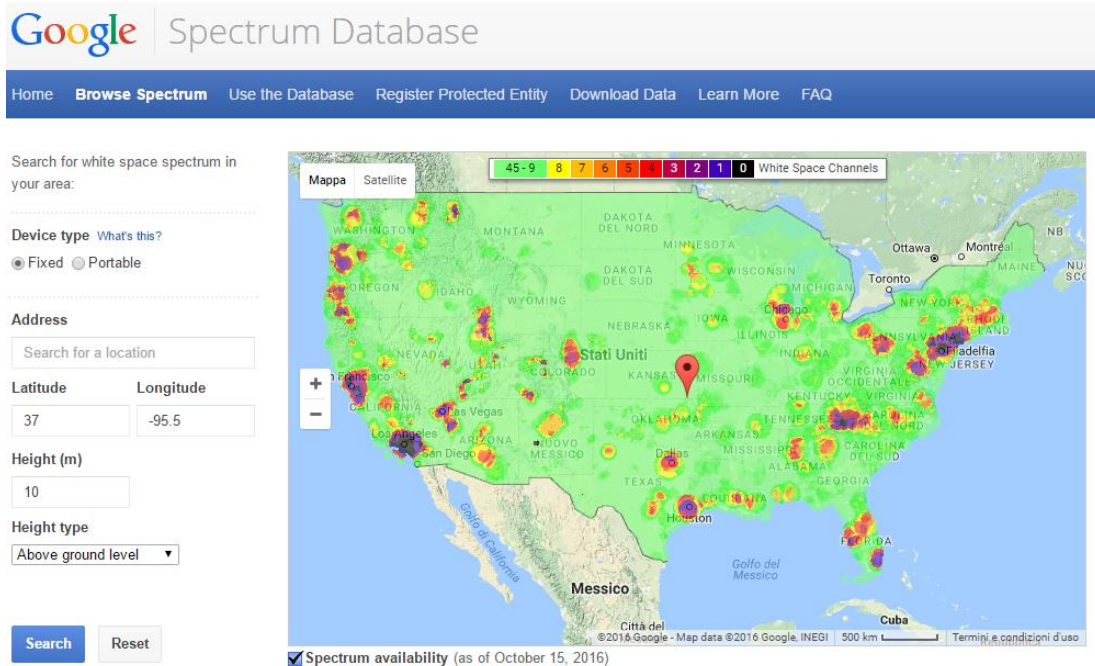 Google Spectrum Database
Home Browse Spectrum Use the Database Register Protected Entity Download Data Learn More FAQ
Search for white space spectrum in
your area:
Device type What's this?
Fixed Portable
Address
Search for a location
Latitude Longitude
37 -95.5
Height (m)
10
Height type
Above ground level
Search Reset
Mappa Satellite
45 - 9 8 7 6 5 4 3 2 1 0 White Space Channels
WASHINGTON
MONTANA
DAKOTA
DEL NORD
MINNESOTA
Ottawa
Montréal
NB
MAINE
OREGON
IDAHO
DAKOTA
DEL SUD
WISCONSIN
MICHIGAN
Toronto
NEW YORK
WYOMING
IOWA
Chicago
RHODE
ISLAND
NEBRASKA
ILLINOIS
INDIANA
PENNSYLVANIA
Filadelfia
NEW JERSEY
NEVADA
UTAH
COLORADO
Stati Uniti
KANSAS
MISSOURI
VIRGINIA
OCCIDENTALE
VIRGINIA
San Francisco
CALIFORNIA
Las Vegas
KENTUCKY
OKLAHOMA
TENNESSEE
CAROLINA
DEL NORD
Los Angeles
ARIZONA
NUOVO
MESSICO
ARKANSAS
MISSISSIPPI
CAROLINA
DEL SUD
San Diego
Dallas
ALABAMA
GEORGIA
TEXAS
LOUISIANA
Houston
FLORIDA
Golfo di
California
Golfo del
Messico
Messico
Città del
Cuba
©2016 Google - Map data ©2016 Google, INEGI 500 km Termini e condizioni d'uso
Spectrum availability (as of October 15, 2016)